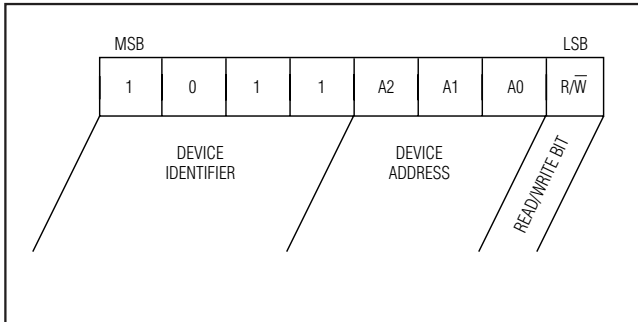 MSB LSB
1 0 1 1 A2 A1 A0 R/W̅
DEVICE IDENTIFIER
DEVICE ADDRESS
READ/WRITE BIT